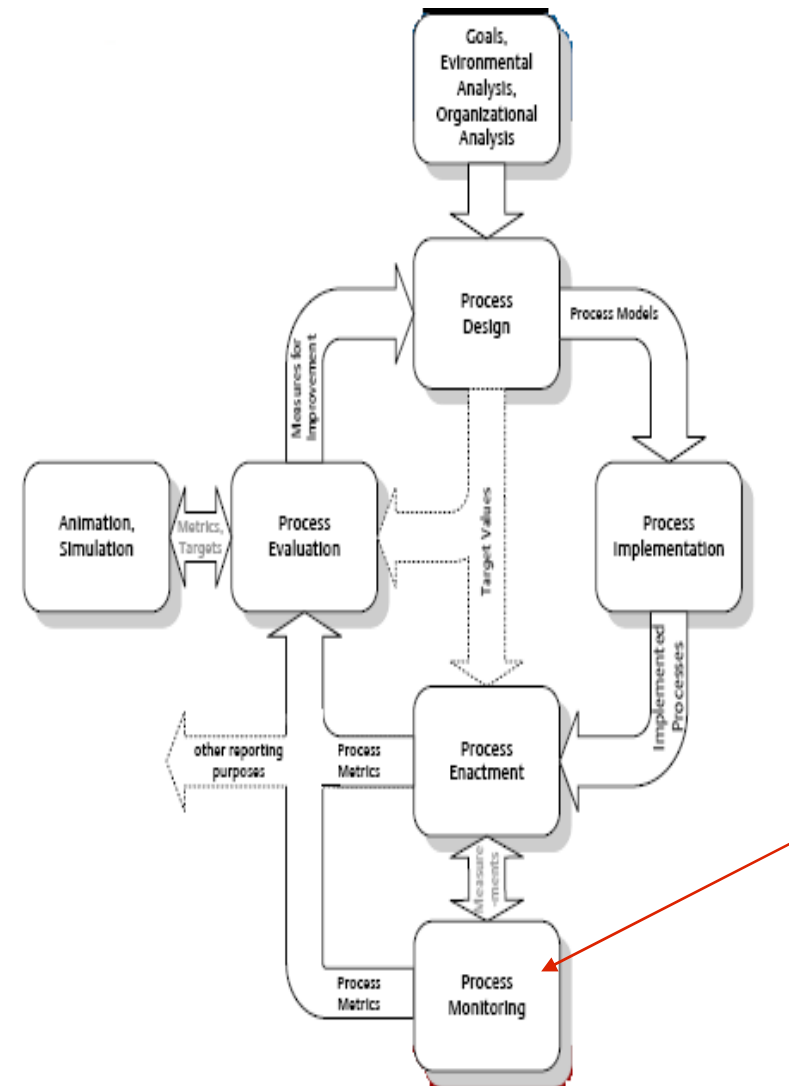 Goals,
Evironmental
Analysis,
Organizational
Analysis
Process
Design
Process Models
Measures for
Improvement
Animation,
Simulation
Metrics,
Targets
Process
Evaluation
Target Values
Process
Implementation
Implemented
Processes
other reporting
purposes
Process
Metrics
Process
Enactment
Measure
-ments
Process
Metrics
Process
Monitoring